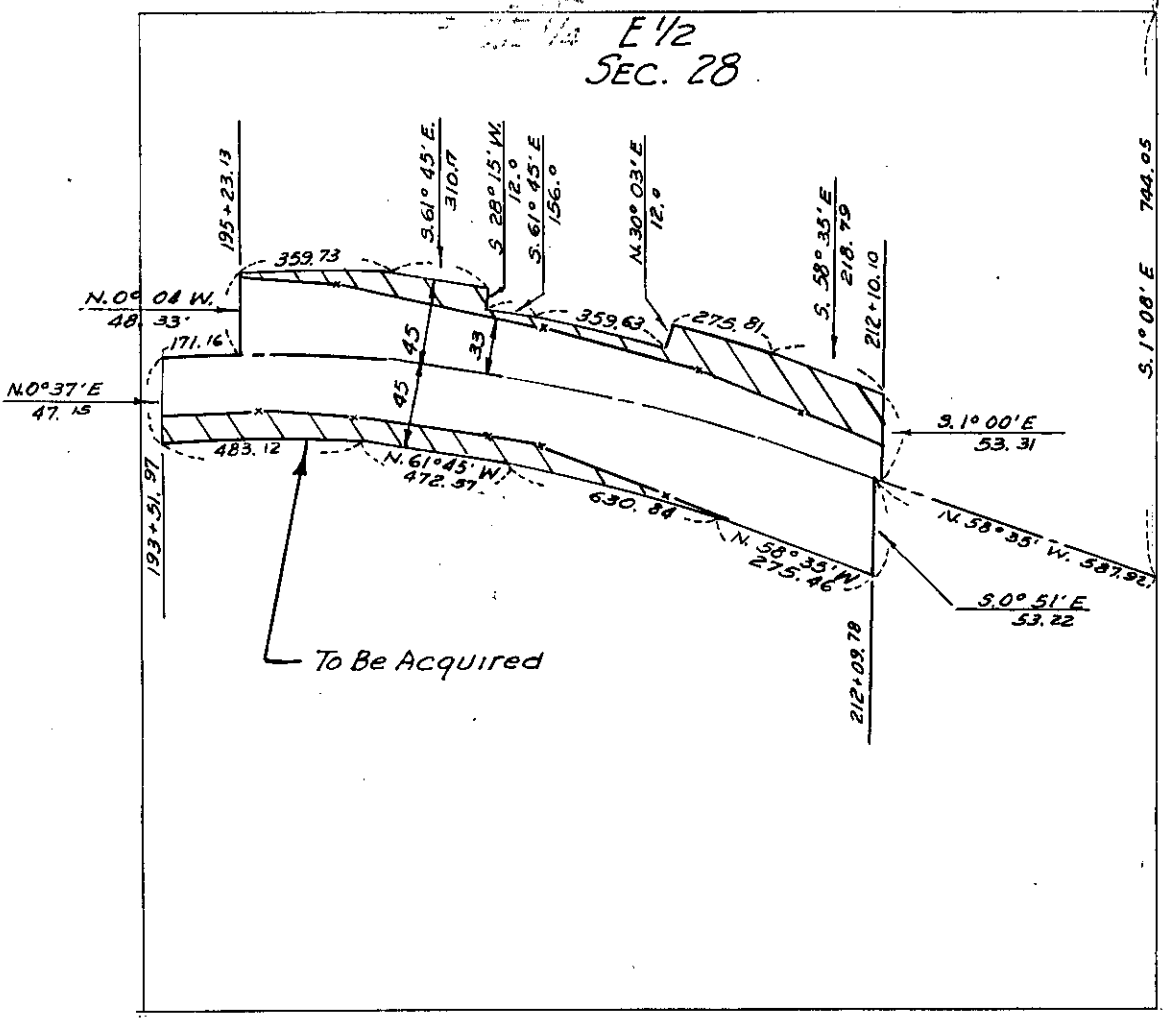 E 1/2
SEC. 28
195+23.13
S.61° 45' E.
310.17
S 28° 15' W.
12.0
S. 61° 45' E
156.0
N.30° 03' E
12.0
S. 58° 35' E
218.79
212+10.10
S. 1° 08' E 744.05
359.73
N.0° 04 W.
48.33'
171.16
45
33
359.63
275.81
N.0°37'E
47.15
45
S.1° 00'E
53.31
483.12
N.61°45' W.
472.57
630.84
193+51.97
N. 58° 35' W
275.46
N. 58° 35' W. 587.92
S.0° 51' E
53.22
212+09.78
To Be Acquired